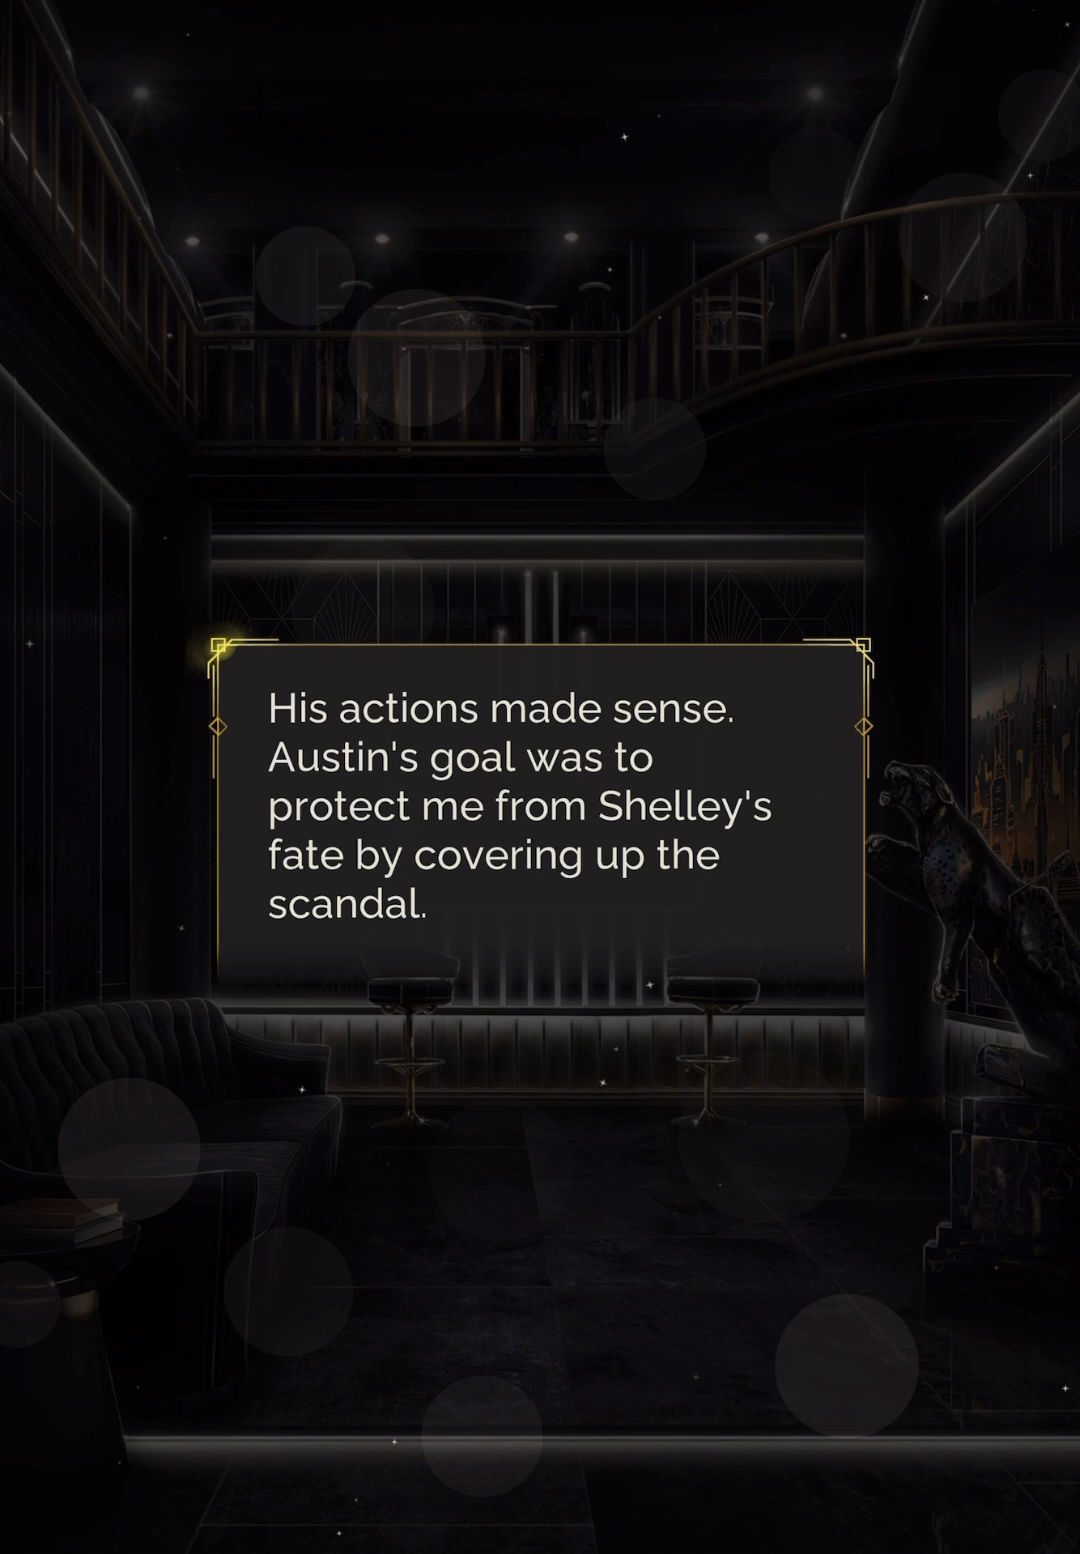 His actions made sense.
Austin's goal was to
protect me from Shelley's
fate by covering up the
scandal.